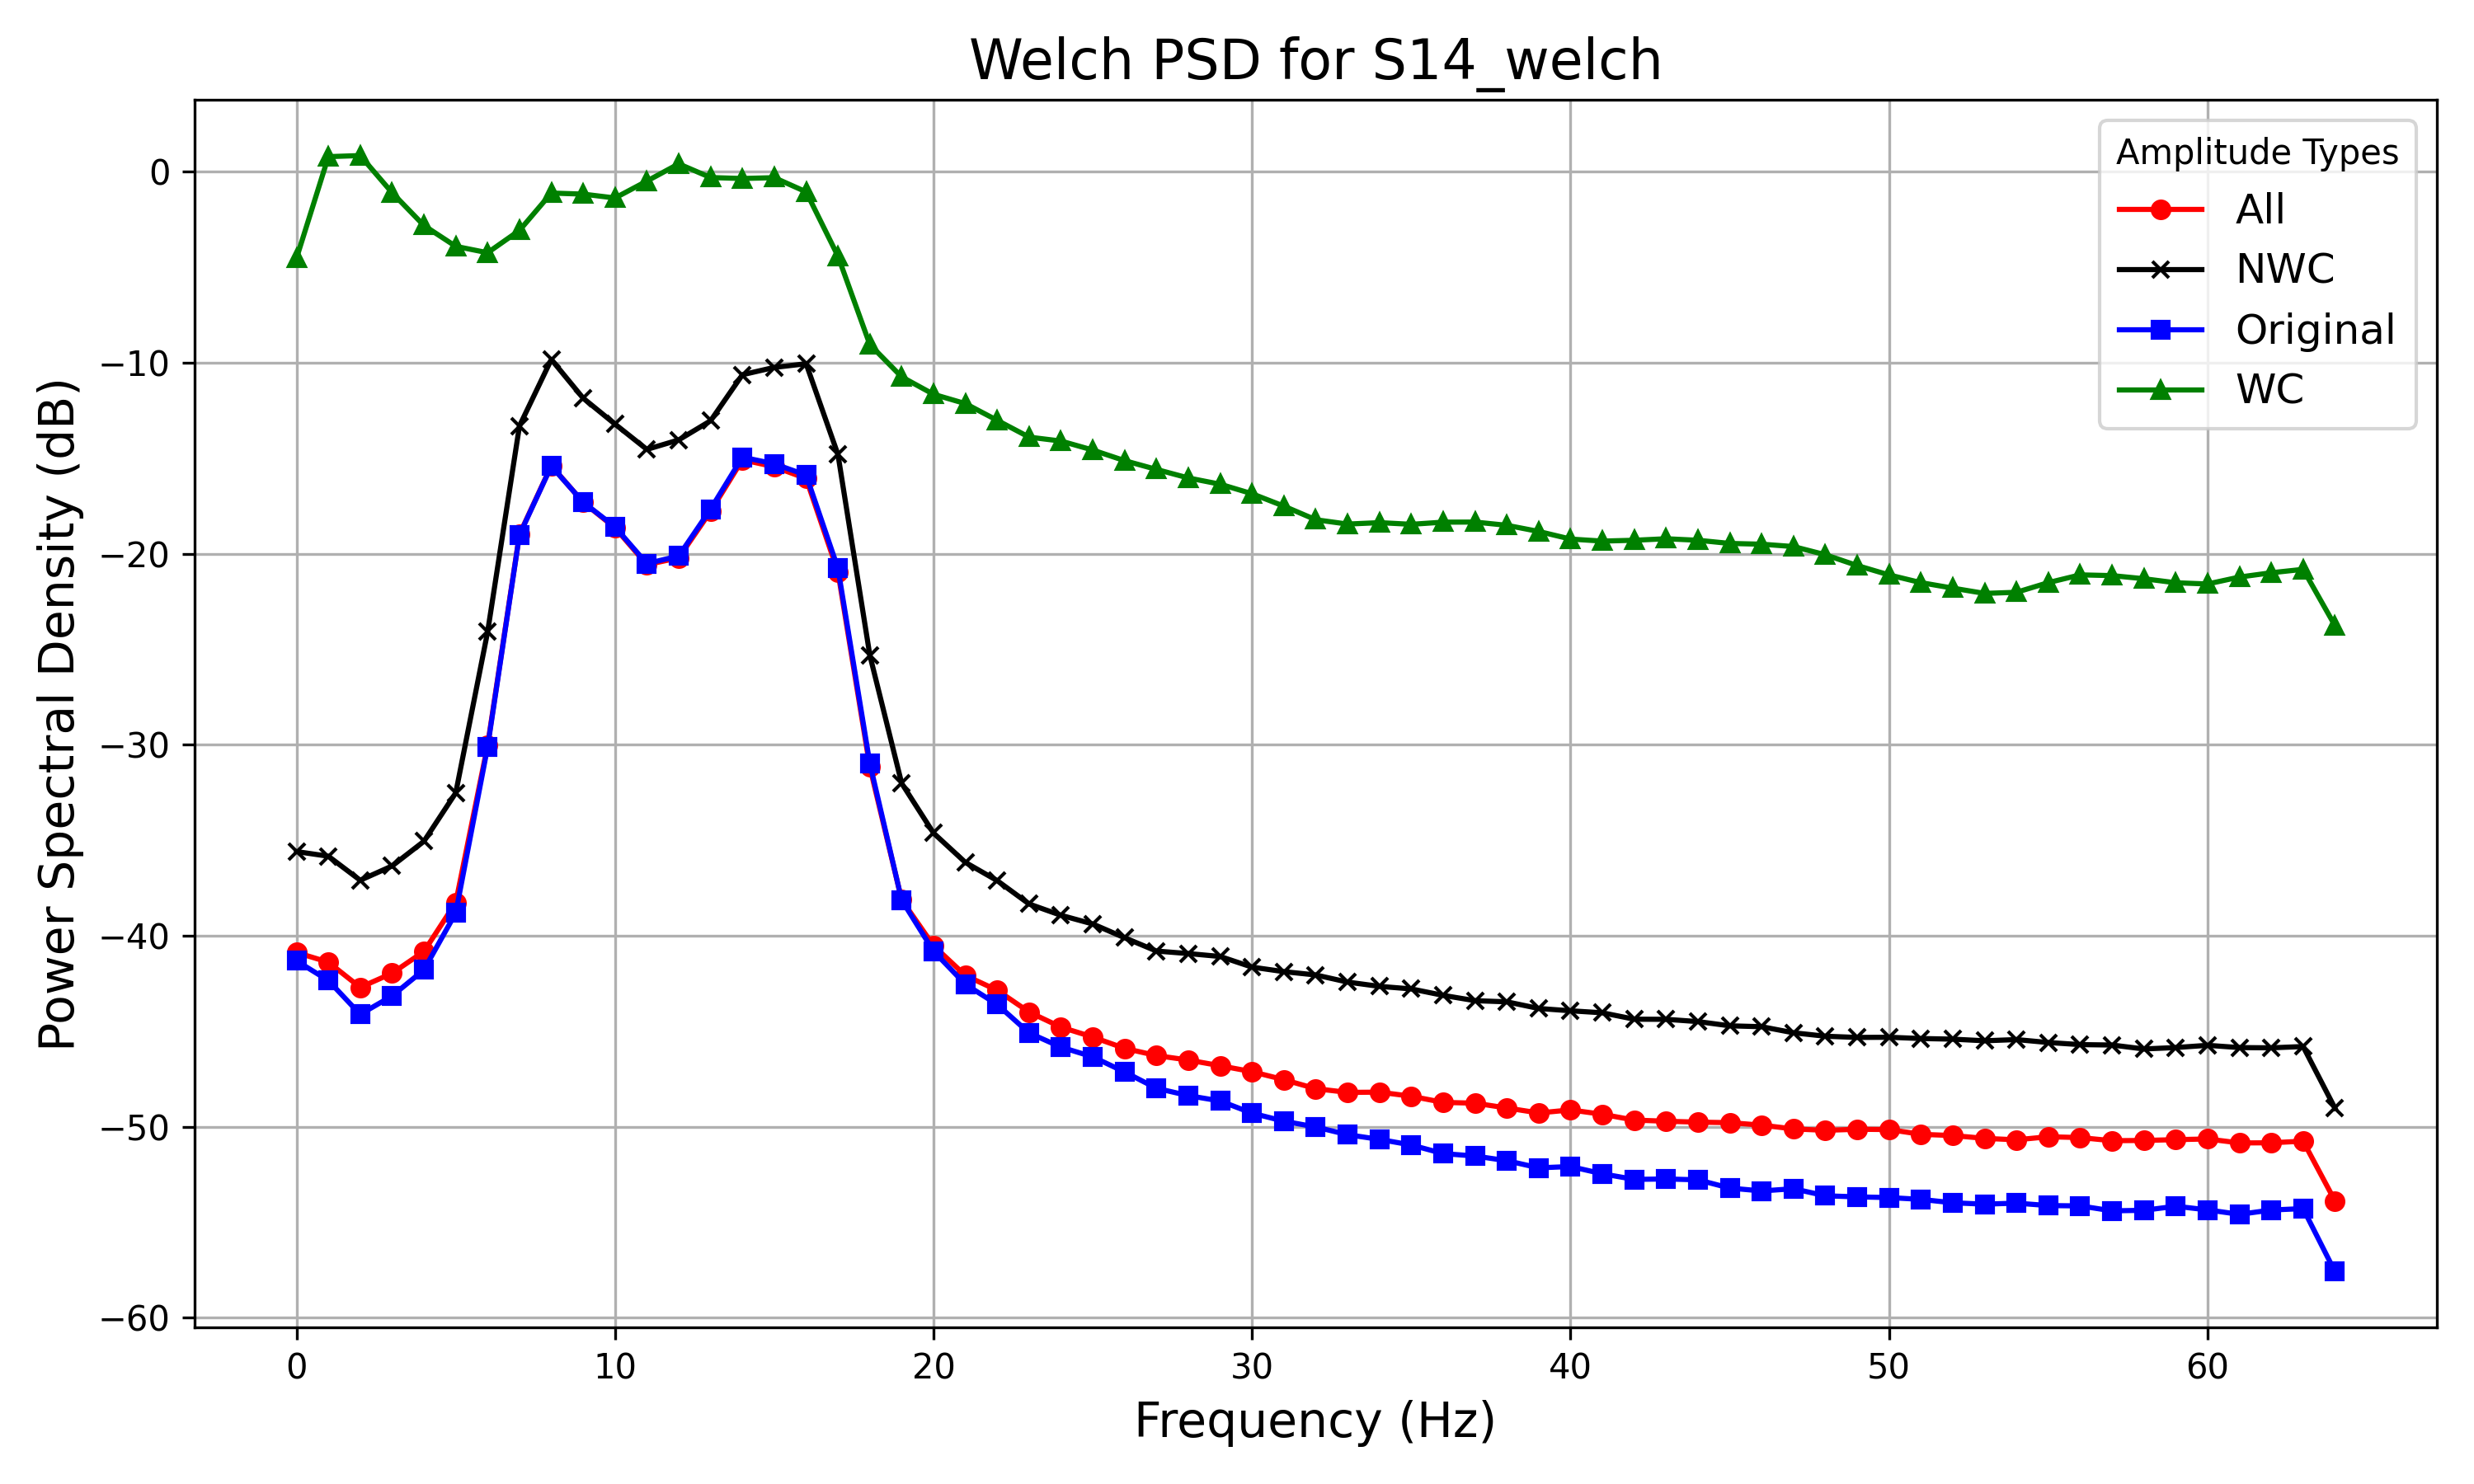 Welch PSD for S14_welch
Amplitude Types
All
NWC
Original
WC
Power Spectral Density (dB)
0
−10
−20
−30
−40
−50
−60
0 10 20 30 40 50 60
Frequency (Hz)